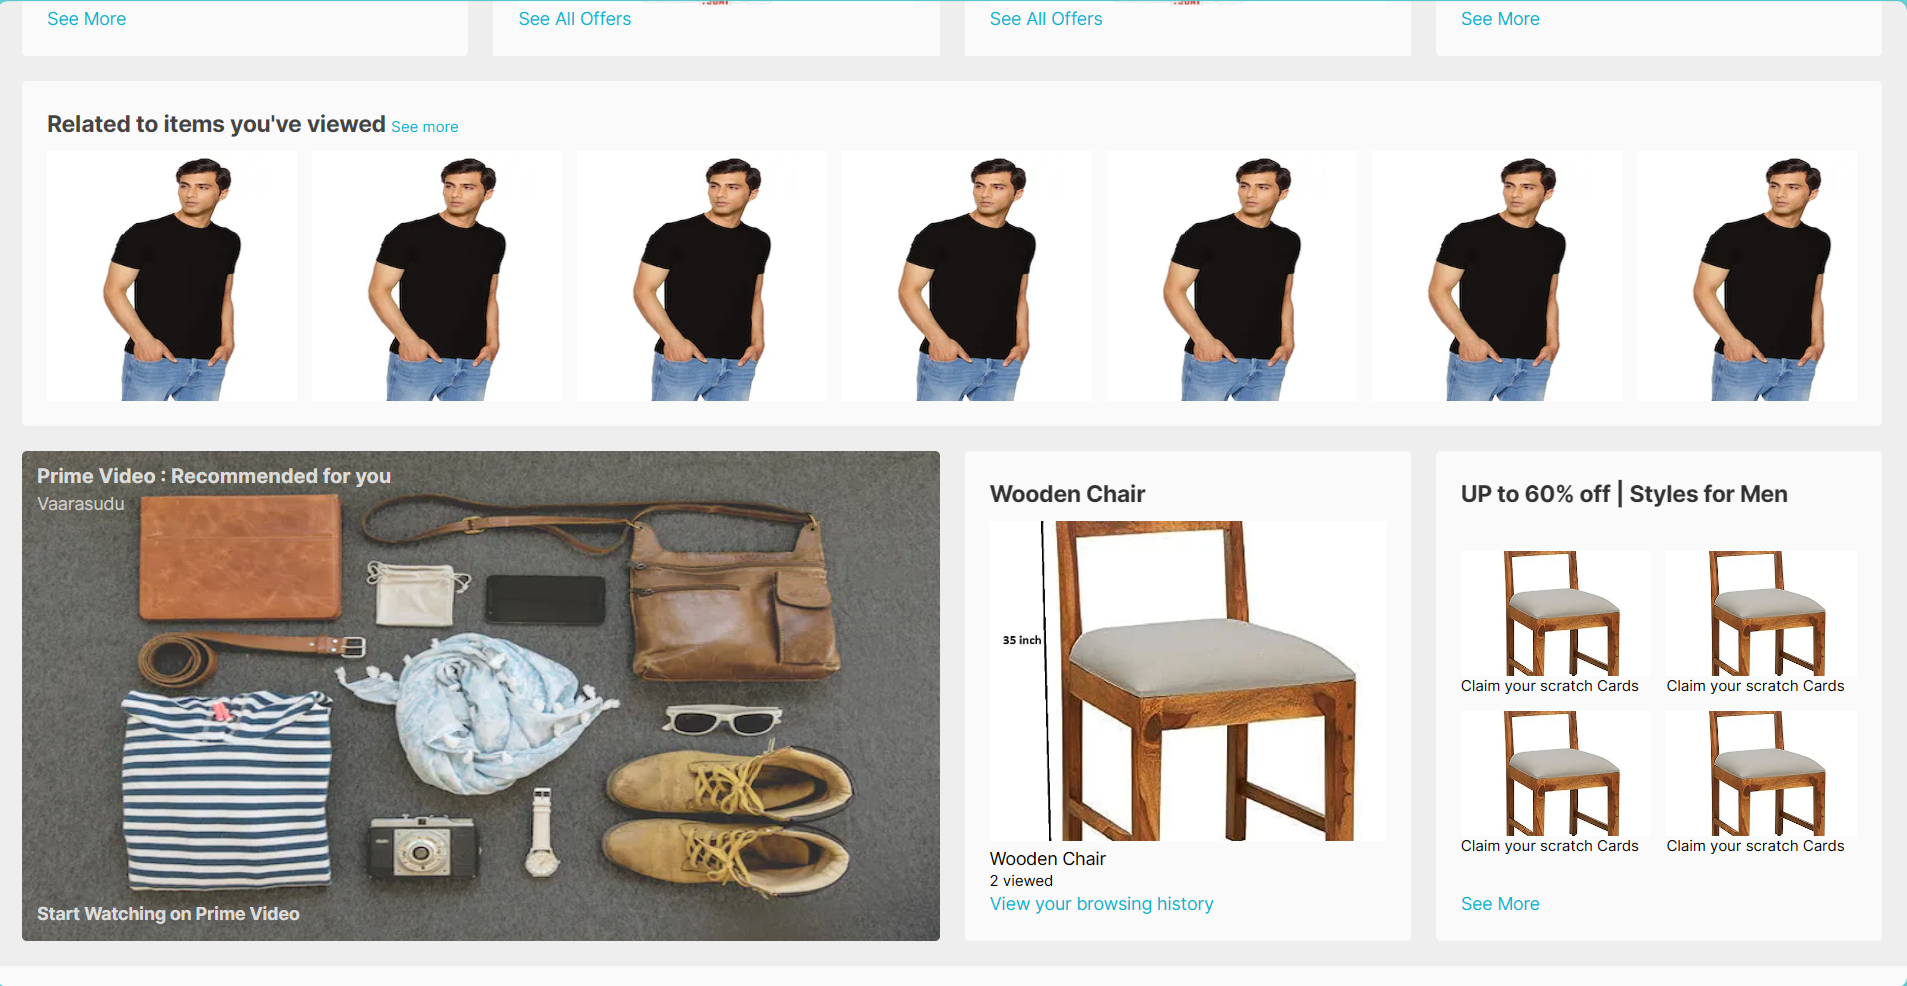 See More
See All Offers
See All Offers
See More
Related to items you've viewed See more
Prime Video : Recommended for you
Vaarasudu
Start Watching on Prime Video
Wooden Chair
35 inch
Wooden Chair
2 viewed
View your browsing history
UP to 60% off | Styles for Men
Claim your scratch Cards
Claim your scratch Cards
Claim your scratch Cards
Claim your scratch Cards
See More